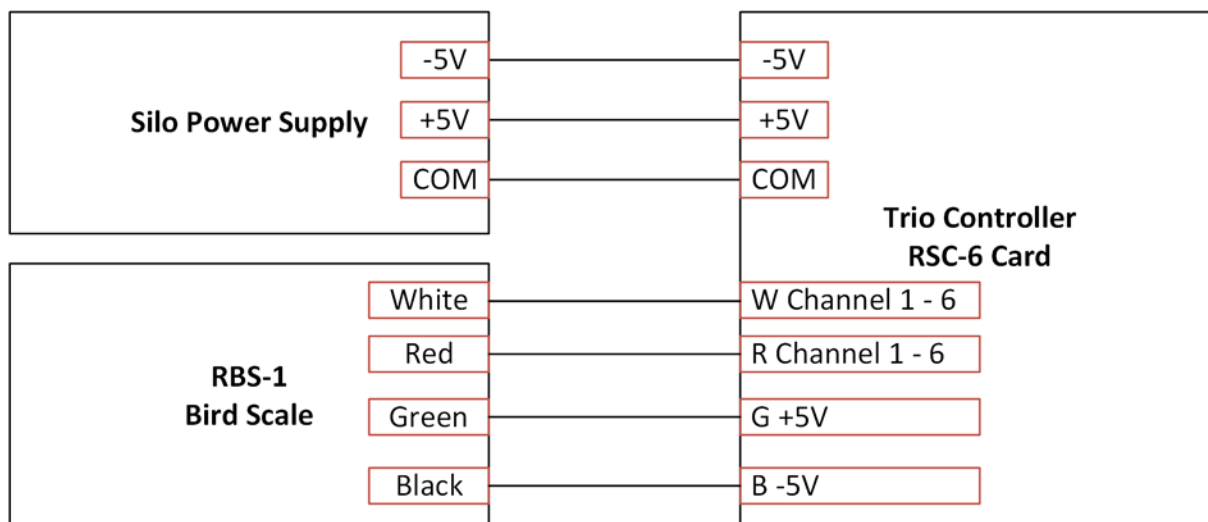 Silo Power Supply
-5V
+5V
COM
-5V
+5V
COM
Trio Controller
RSC-6 Card
RBS-1
Bird Scale
White
Red
Green
Black
W Channel 1 - 6
R Channel 1 - 6
G +5V
B -5V